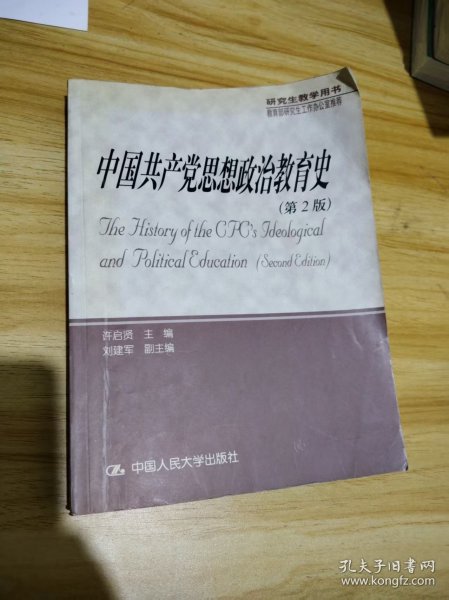 研究生教学用书
教育部研究生工作办公室推荐
中国共产党思想政治教育史
(第2版)
The History of the CPC's Ideological
and Political Education (Second Edition)
许启贤 主编
刘建军 副主编
中国人民大学出版社
孔夫子旧书网
www.kongfz.com